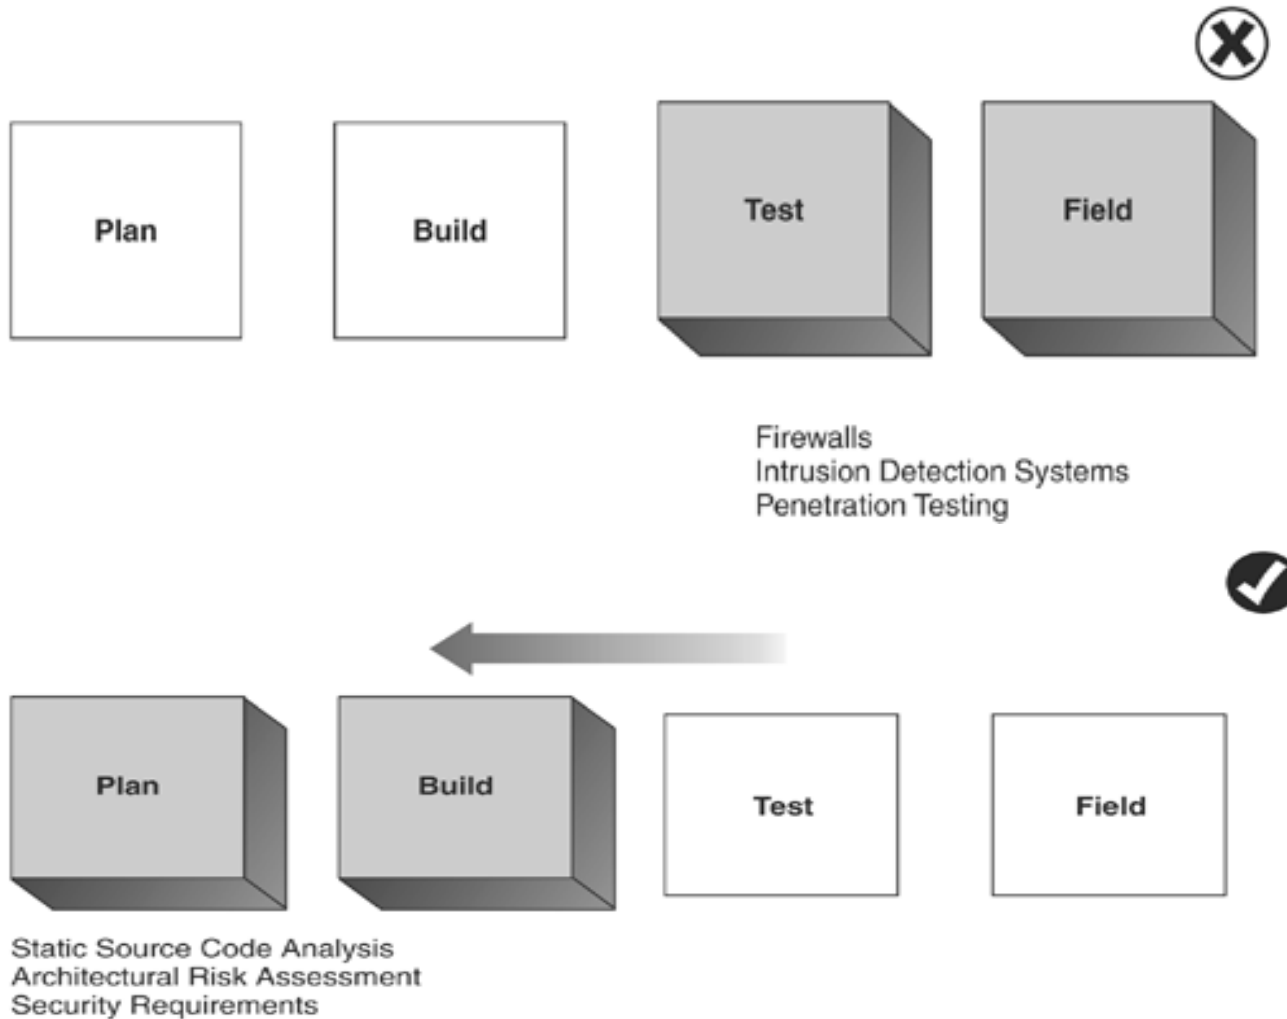 Plan
Build
Test
Field
Firewalls
Intrusion Detection Systems
Penetration Testing
Plan
Build
Test
Field
Static Source Code Analysis
Architectural Risk Assessment
Security Requirements